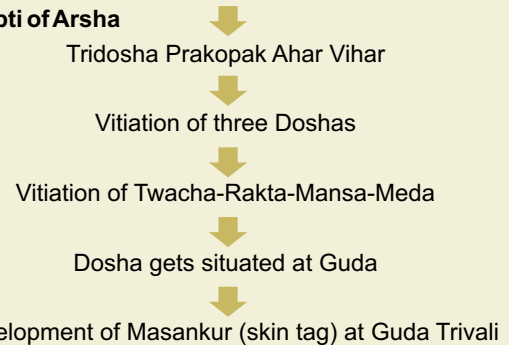 pti of Arsha
Tridosha Prakopak Ahar Vihar
Vitiation of three Doshas
Vitiation of Twacha-Rakta-Mansa-Meda
Dosha gets situated at Guda
elopment of Masankur (skin tag) at Guda Trivali